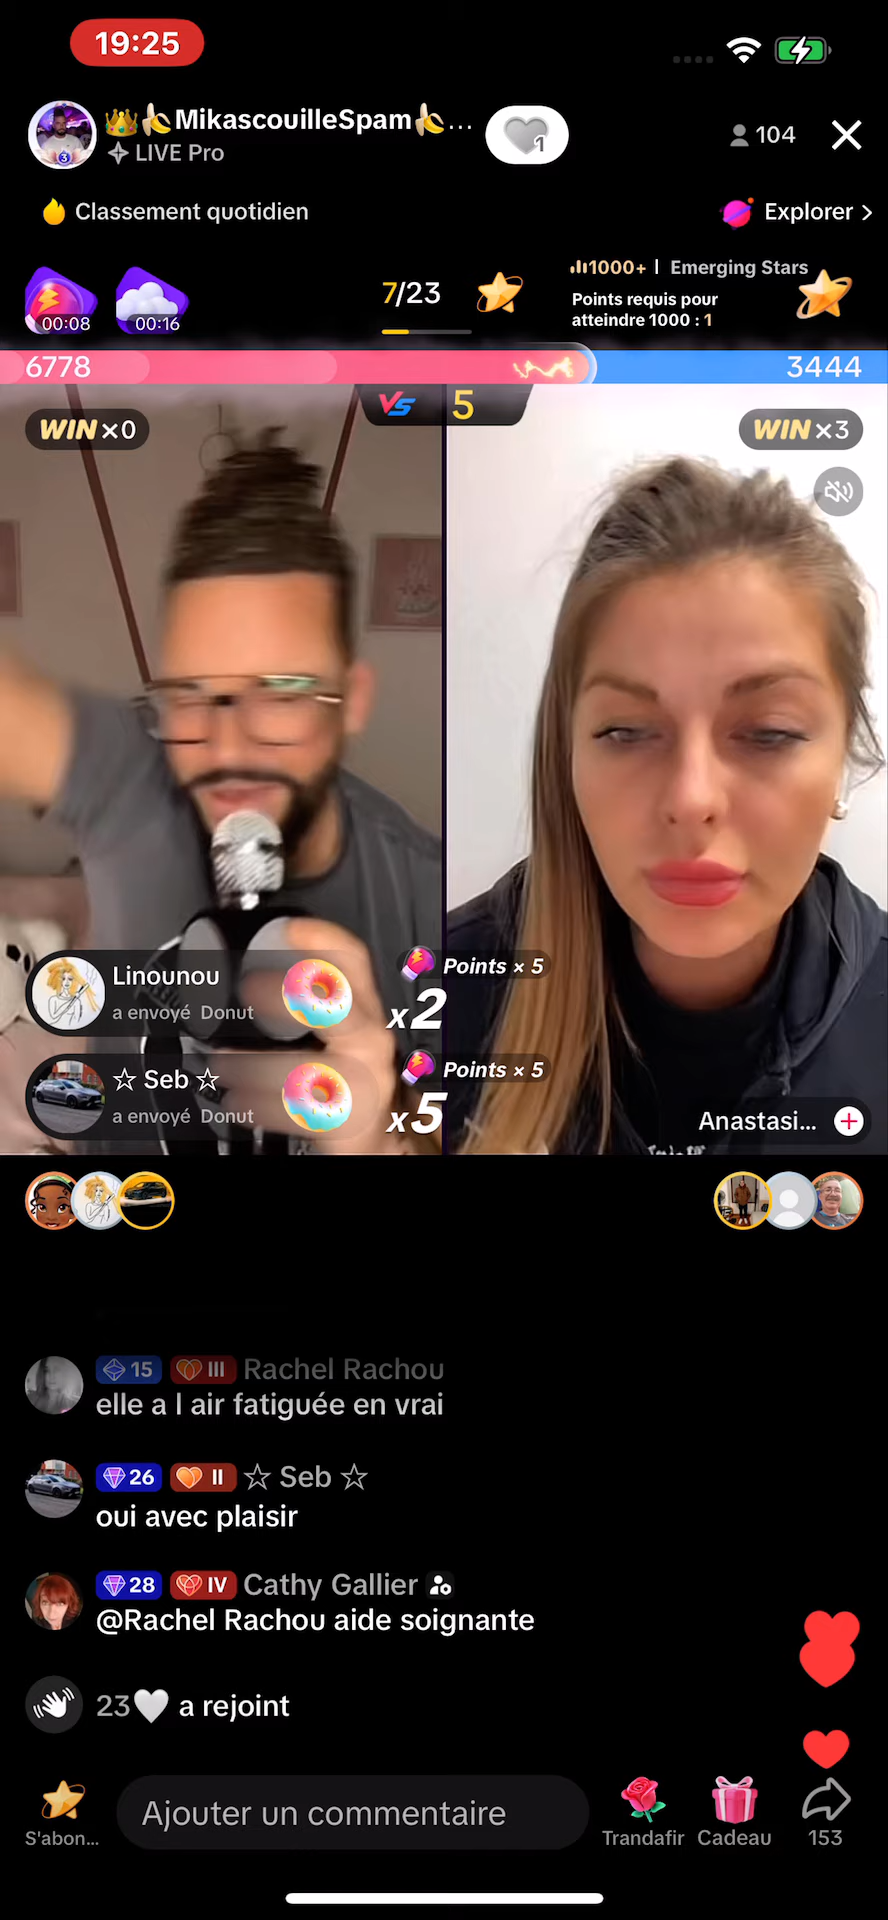 19:25
👑🍌MikascouilleSpam🍌...
LIVE Pro
1
104
Classement quotidien
Explorer >
00:08
00:16
7/23
1000+ | Emerging Stars
Points requis pour
atteindre 1000 : 1
6778
3444
VS 5
WIN x0
WIN x3
Linounou
a envoyé Donut
x2
Points × 5
☆ Seb ☆
a envoyé Donut
x5
Points × 5
Anastasi...
15 III Rachel Rachou
elle a l air fatiguée en vrai
26 II ☆ Seb ☆
oui avec plaisir
28 IV Cathy Gallier
@Rachel Rachou aide soignante
23🤍 a rejoint
S'abon...
Ajouter un commentaire
Trandafir
Cadeau
153